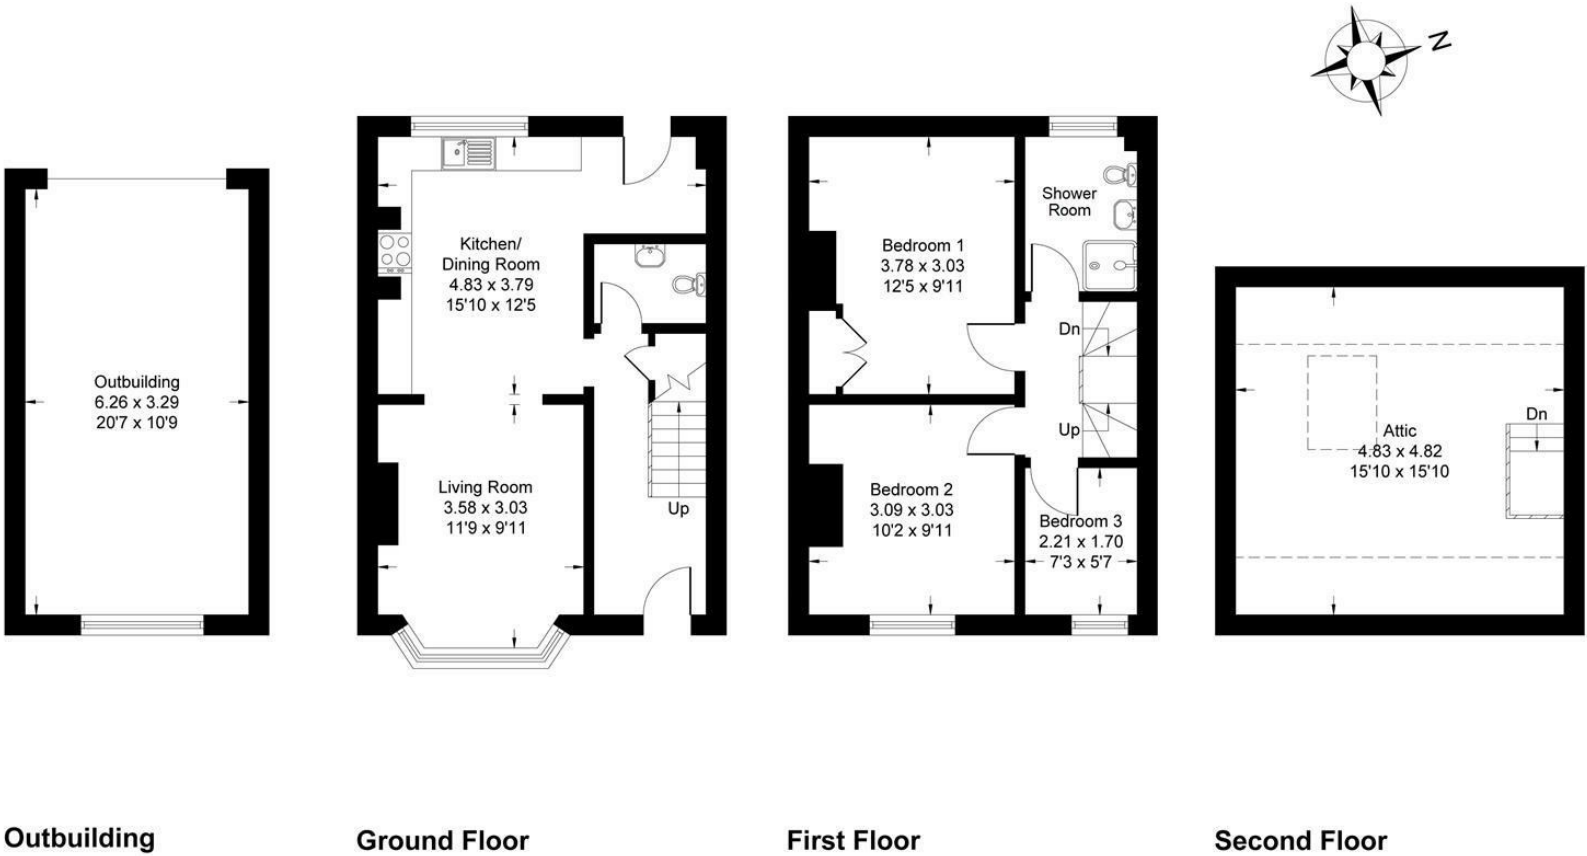 N
Outbuilding
6.26 x 3.29
20'7 x 10'9
Kitchen/
Dining Room
4.83 x 3.79
15'10 x 12'5
Living Room
3.58 x 3.03
11'9 x 9'11
Up
Bedroom 1
3.78 x 3.03
12'5 x 9'11
Shower
Room
Dn
Up
Bedroom 2
3.09 x 3.03
10'2 x 9'11
Bedroom 3
2.21 x 1.70
7'3 x 5'7
Attic
4.83 x 4.82
15'10 x 15'10
Dn
Outbuilding
Ground Floor
First Floor
Second Floor